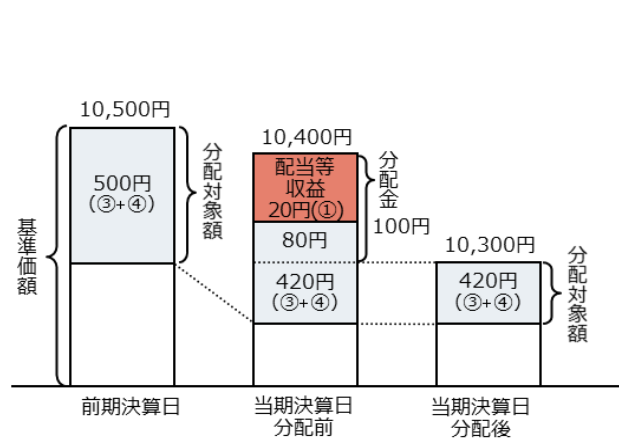 10,500円
500円
(③+④)
分配対象額
基準価額
前期決算日
10,400円
配当等
収益
20円(①)
80円
420円
(③+④)
分配金
100円
当期決算日
分配前
10,300円
420円
(③+④)
分配対象額
当期決算日
分配後